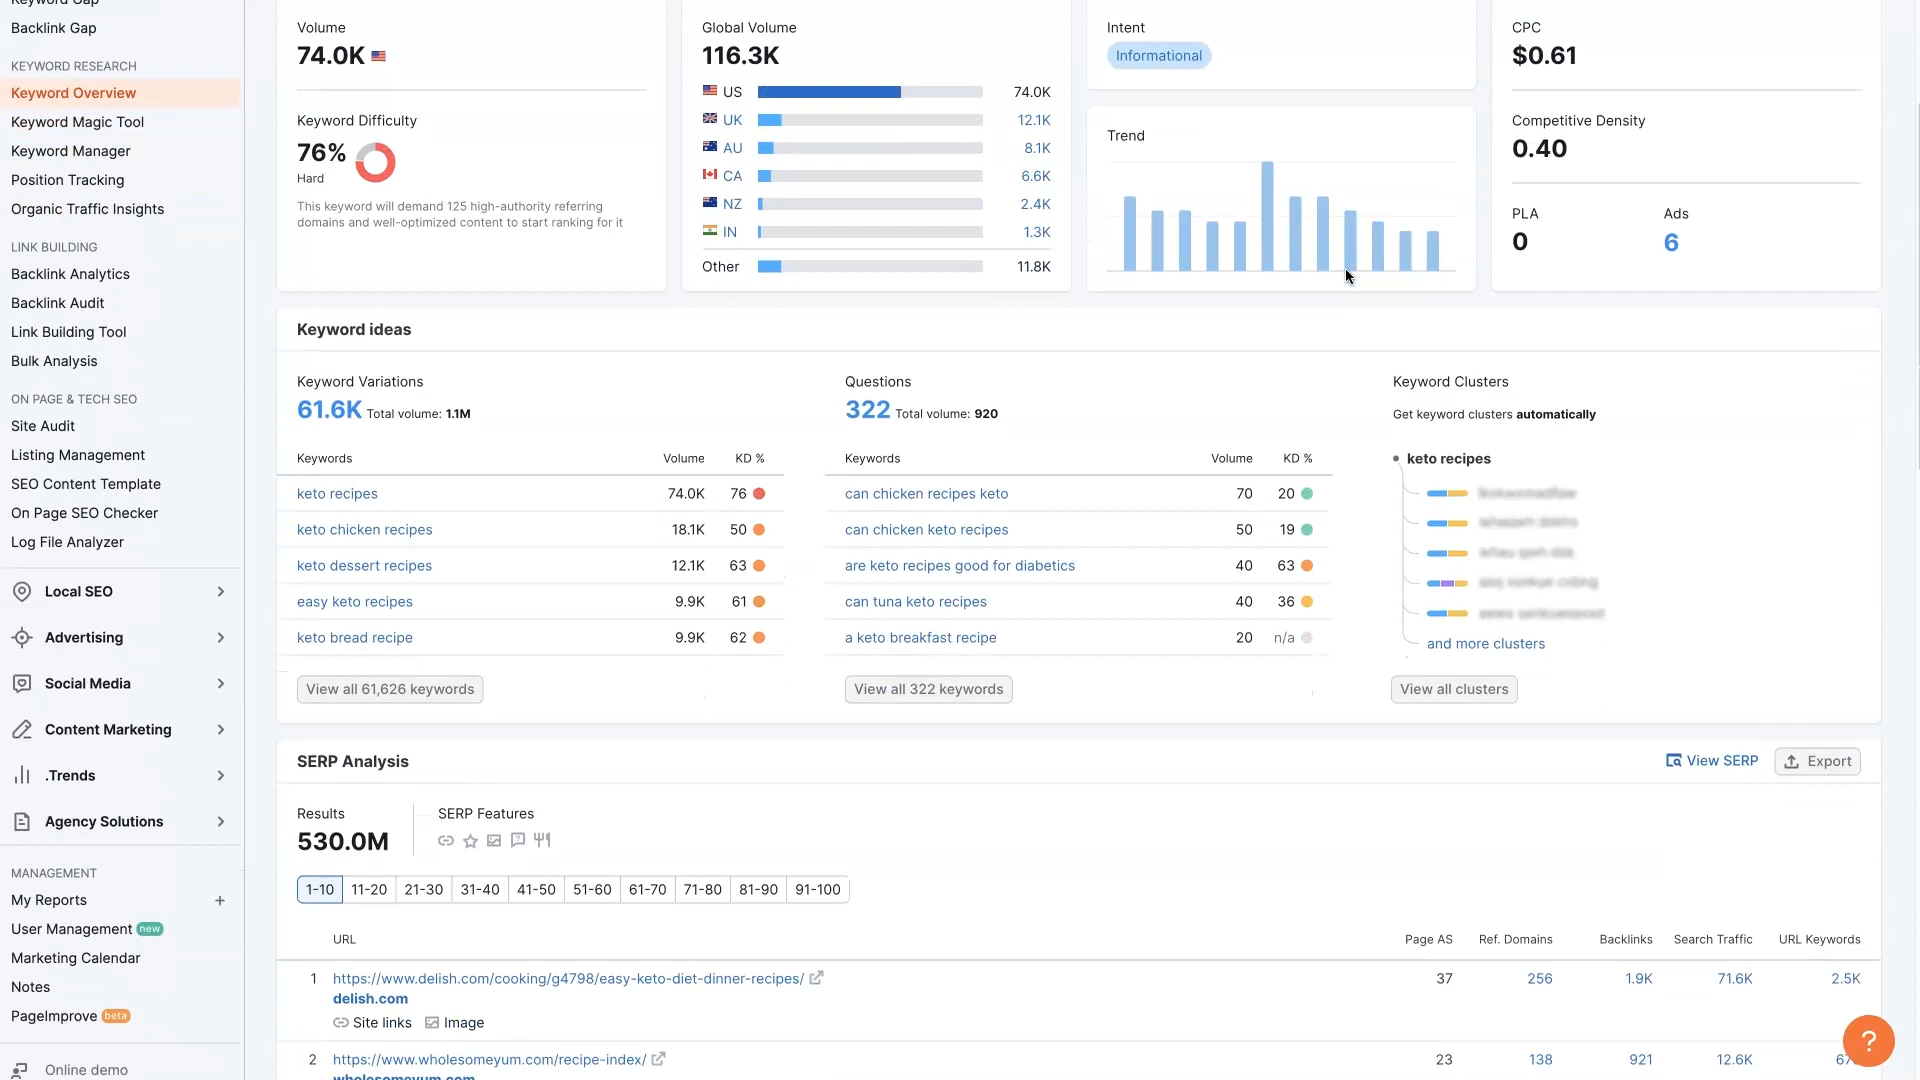 Keyword Gap
Backlink Gap
KEYWORD RESEARCH
Keyword Overview
Keyword Magic Tool
Keyword Manager
Position Tracking
Organic Traffic Insights
LINK BUILDING
Backlink Analytics
Backlink Audit
Link Building Tool
Bulk Analysis
ON PAGE & TECH SEO
Site Audit
Listing Management
SEO Content Template
On Page SEO Checker
Log File Analyzer
Local SEO
Advertising
Social Media
Content Marketing
.Trends
Agency Solutions
MANAGEMENT
My Reports +
User Management new
Marketing Calendar
Notes
PageImprove beta
Online demo
Volume
74.0K
Keyword Difficulty
76%
Hard
This keyword will demand 125 high-authority referring
domains and well-optimized content to start ranking for it
Global Volume
116.3K
US 74.0K
UK 12.1K
AU 8.1K
CA 6.6K
NZ 2.4K
IN 1.3K
Other 11.8K
Intent
Informational
Trend
CPC
$0.61
Competitive Density
0.40
PLA Ads
0 6
Keyword ideas
Keyword Variations
61.6K Total volume: 1.1M
Keywords Volume KD %
keto recipes 74.0K 76
keto chicken recipes 18.1K 50
keto dessert recipes 12.1K 63
easy keto recipes 9.9K 61
keto bread recipe 9.9K 62
View all 61,626 keywords
Questions
322 Total volume: 920
Keywords Volume KD %
can chicken recipes keto 70 20
can chicken keto recipes 50 19
are keto recipes good for diabetics 40 63
can tuna keto recipes 40 36
a keto breakfast recipe 20 n/a
View all 322 keywords
Keyword Clusters
Get keyword clusters automatically
keto recipes
and more clusters
View all clusters
SERP Analysis
View SERP
Export
Results SERP Features
530.0M
1-10 11-20 21-30 31-40 41-50 51-60 61-70 71-80 81-90 91-100
URL Page AS Ref. Domains Backlinks Search Traffic URL Keywords
1 https://www.delish.com/cooking/g4798/easy-keto-diet-dinner-recipes/ 37 256 1.9K 71.6K 2.5K
delish.com
Site links Image
2 https://www.wholesomeyum.com/recipe-index/ 23 138 921 12.6K
wholesomeyum.com
?